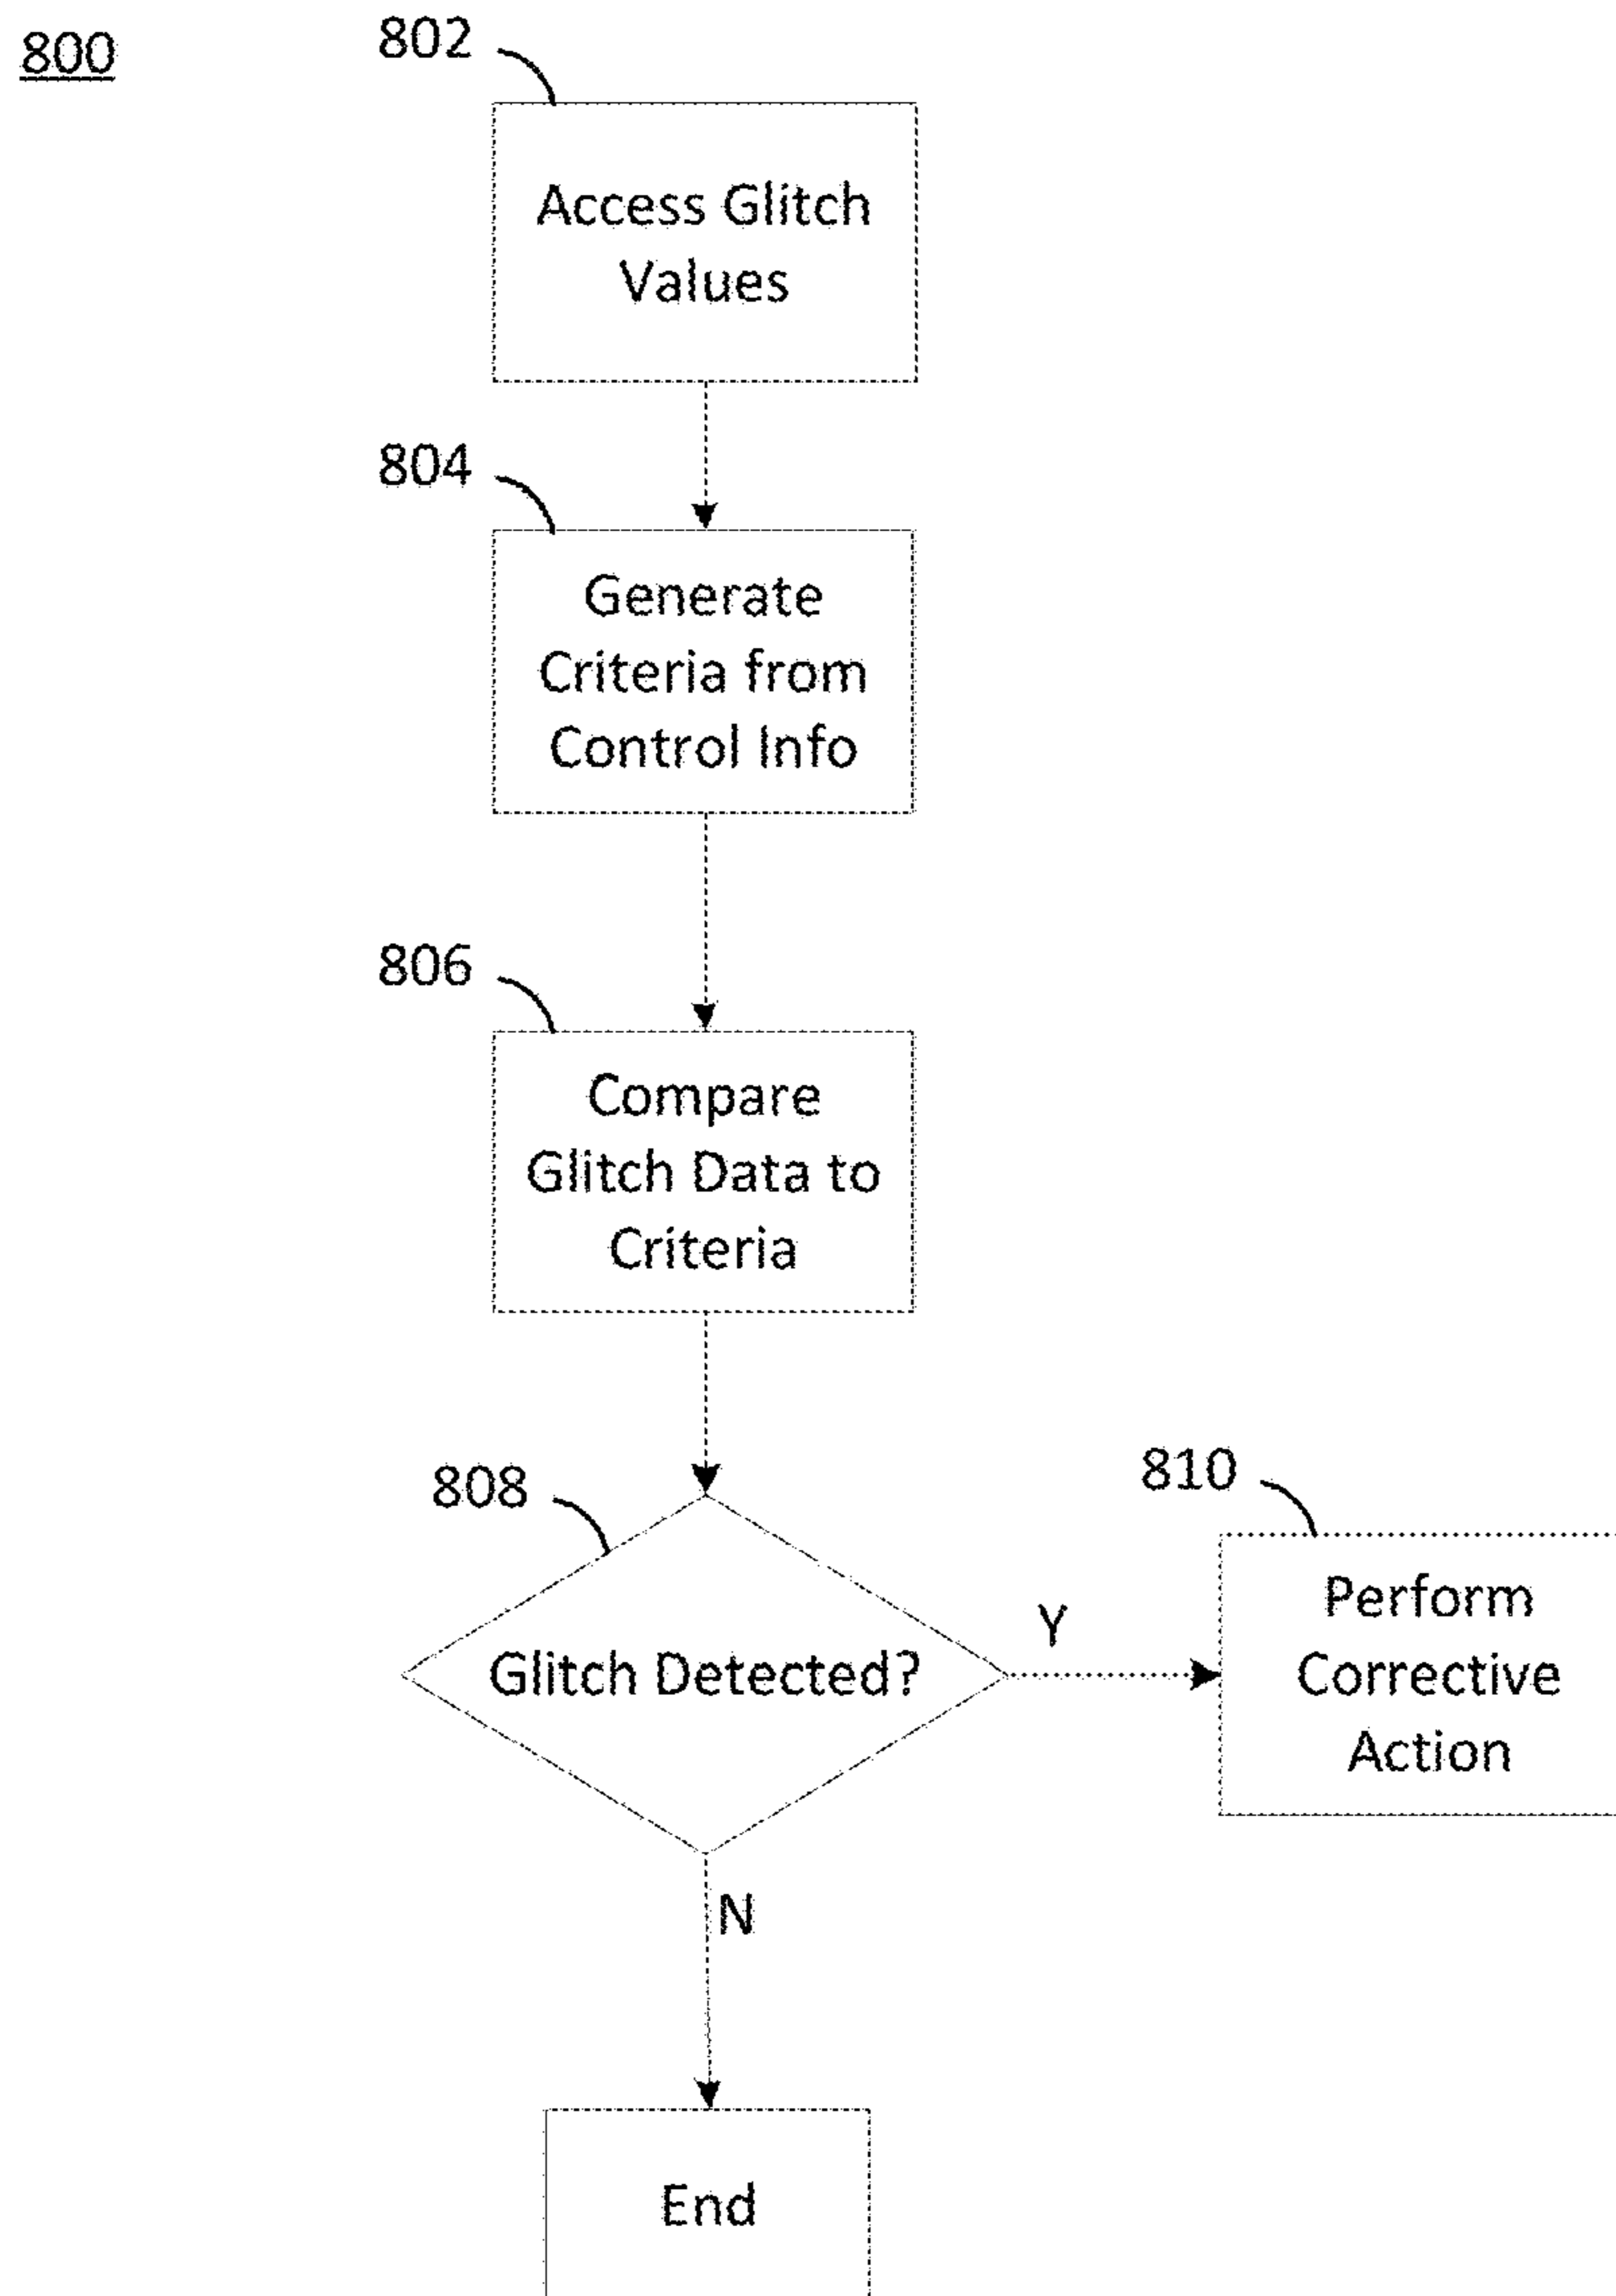 800
802
Access Glitch
Values
804
Generate
Criteria from
Control Info
806
Compare
Glitch Data to
Criteria
808
Glitch Detected?
Y
810
Perform
Corrective
Action
N
End